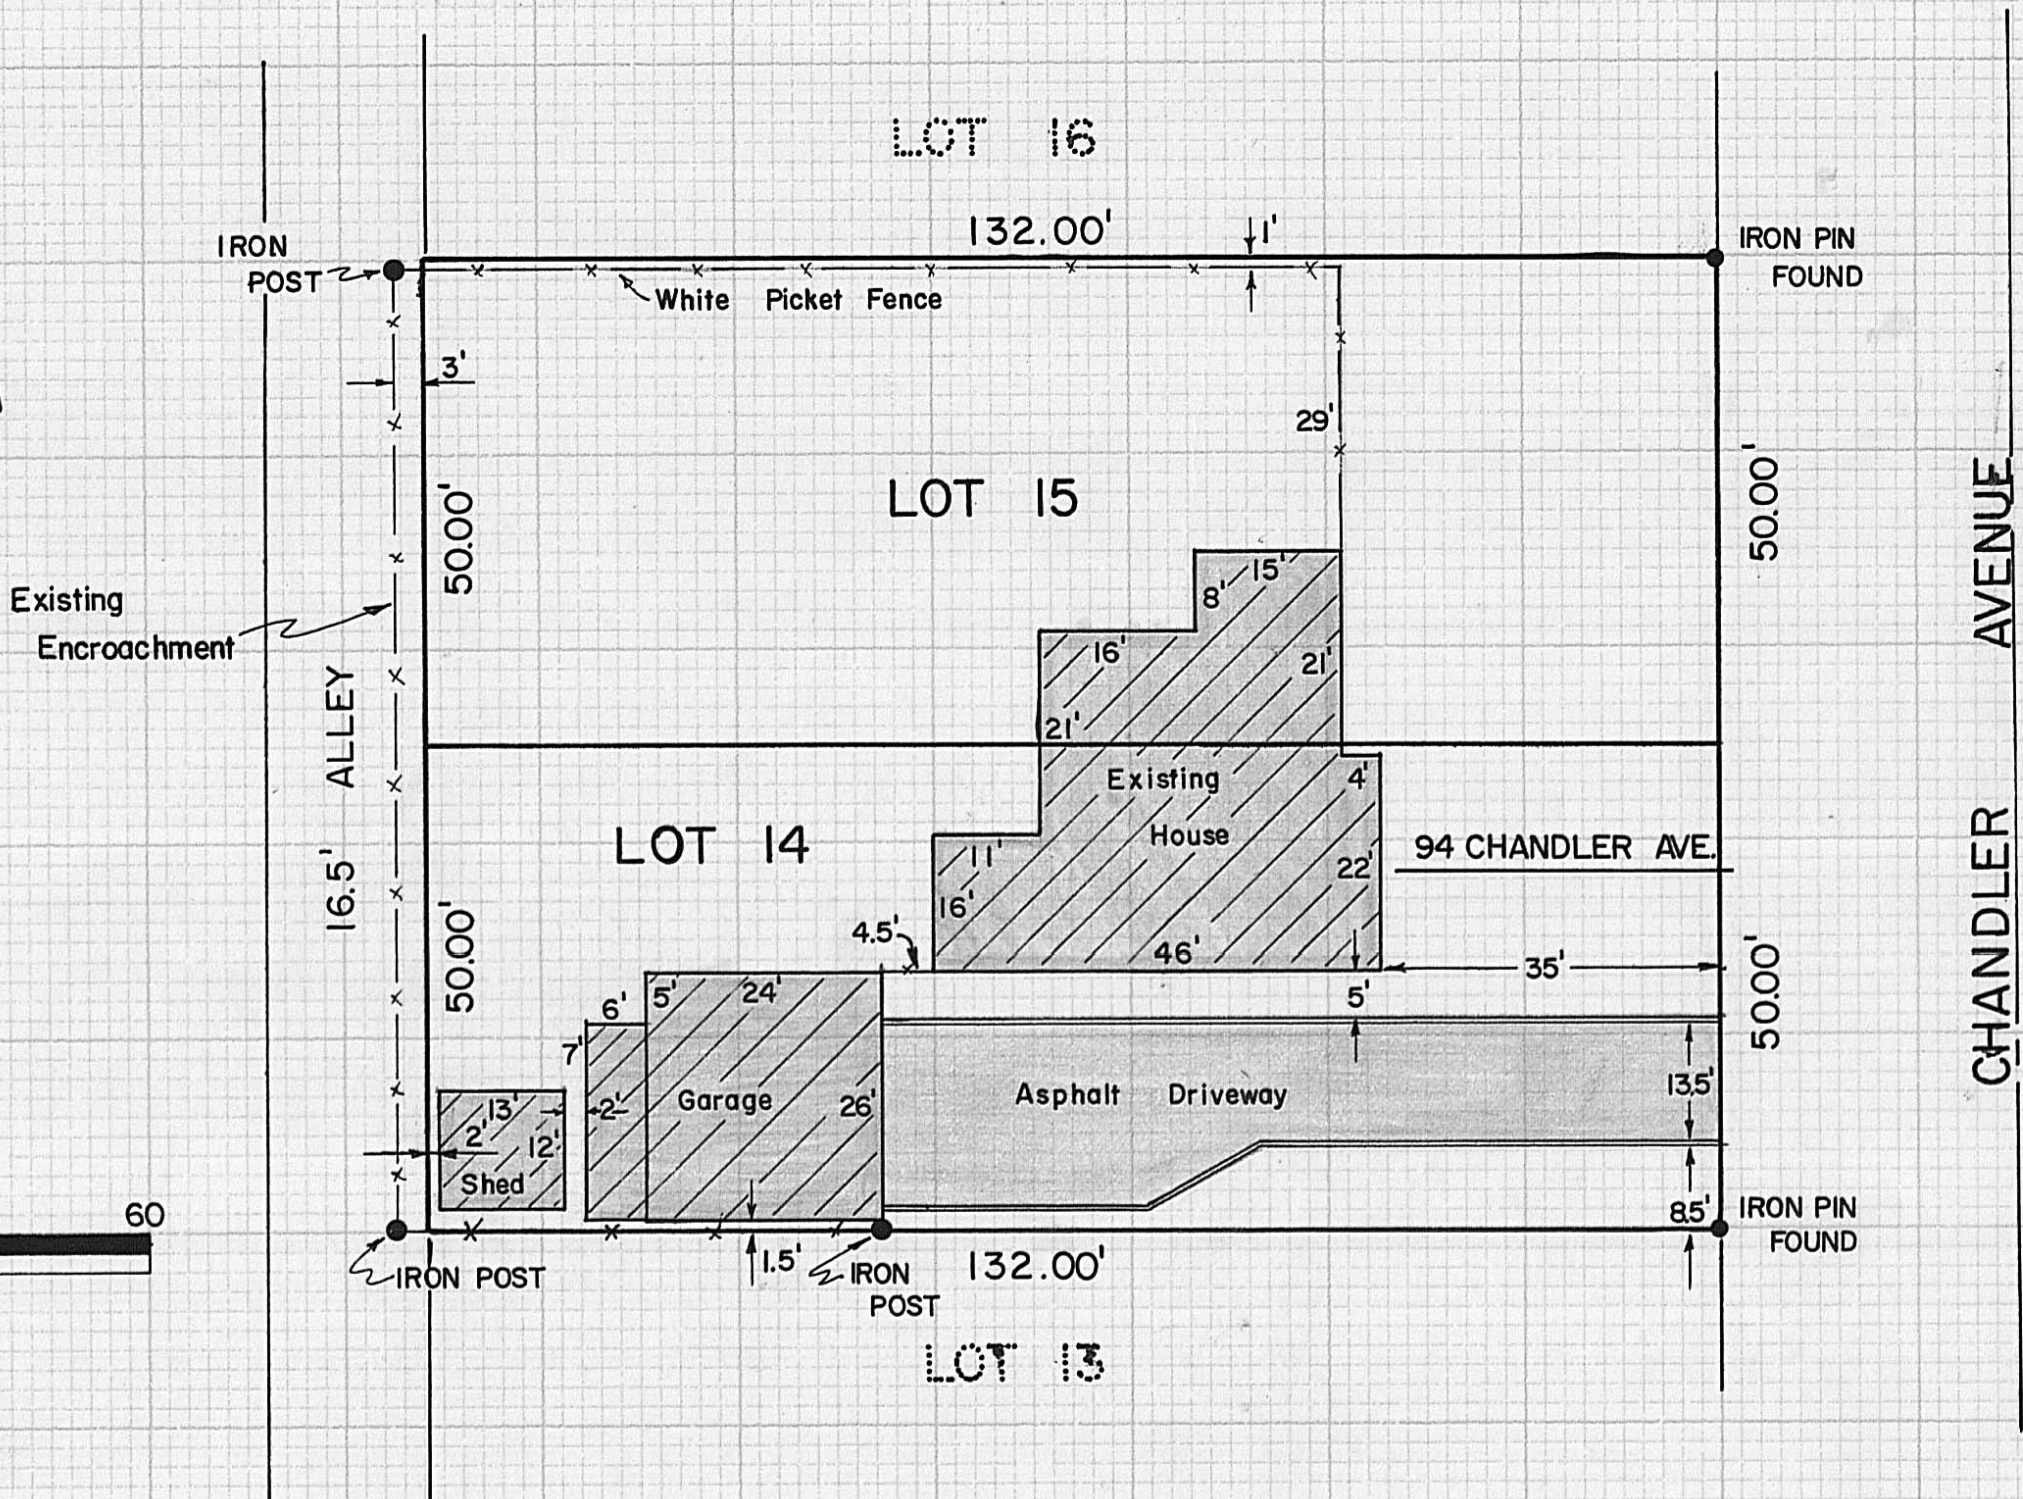 LOT 16
132.00'
1'
IRON
POST
IRON PIN
FOUND
White Picket Fence
3'
29'
50.00'
50.00'
LOT 15
AVENUE
15'
8'
Existing
Encroachment
16'
21'
21'
16.5' ALLEY
Existing
4'
House
LOT 14
94 CHANDLER AVE.
11'
22'
16'
CHANDLER
4.5'
46'
35'
50.00'
50.00'
5'
24'
6'
5'
7'
Garage
26'
2'
Asphalt Driveway
13.5'
13'
2'
12'
Shed
60
8.5'
IRON PIN
FOUND
1.5'
IRON POST
IRON
POST
132.00'
LOT 13